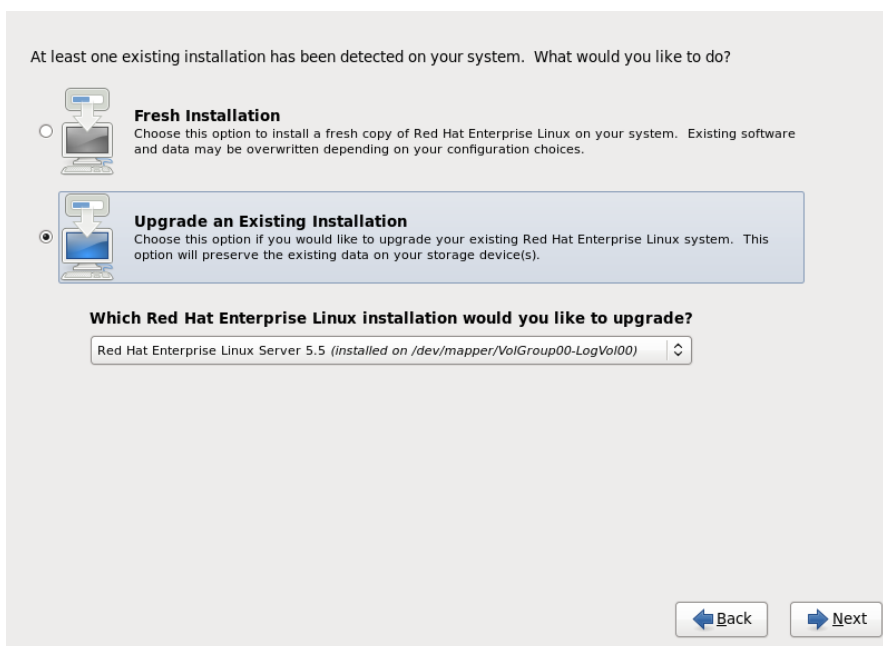 At least one existing installation has been detected on your system.  What would you like to do?
Fresh Installation
Choose this option to install a fresh copy of Red Hat Enterprise Linux on your system.  Existing software
and data may be overwritten depending on your configuration choices.
Upgrade an Existing Installation
Choose this option if you would like to upgrade your existing Red Hat Enterprise Linux system.  This
option will preserve the existing data on your storage device(s).
Which Red Hat Enterprise Linux installation would you like to upgrade?
Red Hat Enterprise Linux Server 5.5 (installed on /dev/mapper/VolGroup00-LogVol00)
Back
Next